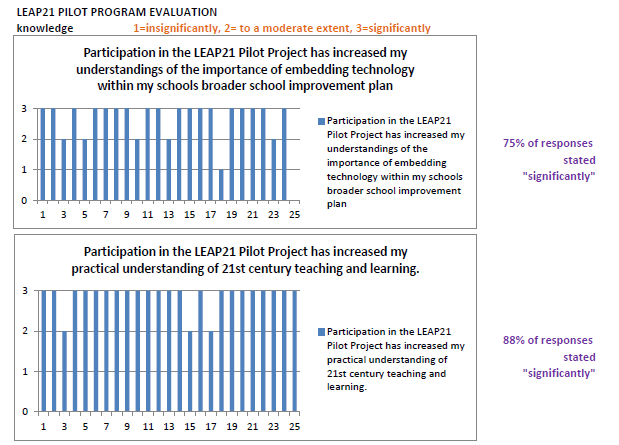 LEAP21 PILOT PROGRAM EVALUATION
knowledge 1=insignificantly, 2= to a moderate extent, 3=significantly
Participation in the LEAP21 Pilot Project has increased my
understandings of the importance of embedding technology
within my schools broader school improvement plan
3
2
1
0
1 3 5 7 9 11 13 15 17 19 21 23 25
Participation in the LEAP21
Pilot Project has increased my
understandings of the
importance of embedding
technology within my schools
broader school improvement
plan
75% of responses
stated
"significantly"
Participation in the LEAP21 Pilot Project has increased my
practical understanding of 21st century teaching and learning.
3
2
1
0
1 3 5 7 9 11 13 15 17 19 21 23 25
Participation in the LEAP21
Pilot Project has increased my
practical understanding of
21st century teaching and
learning.
88% of responses
stated
"significantly"